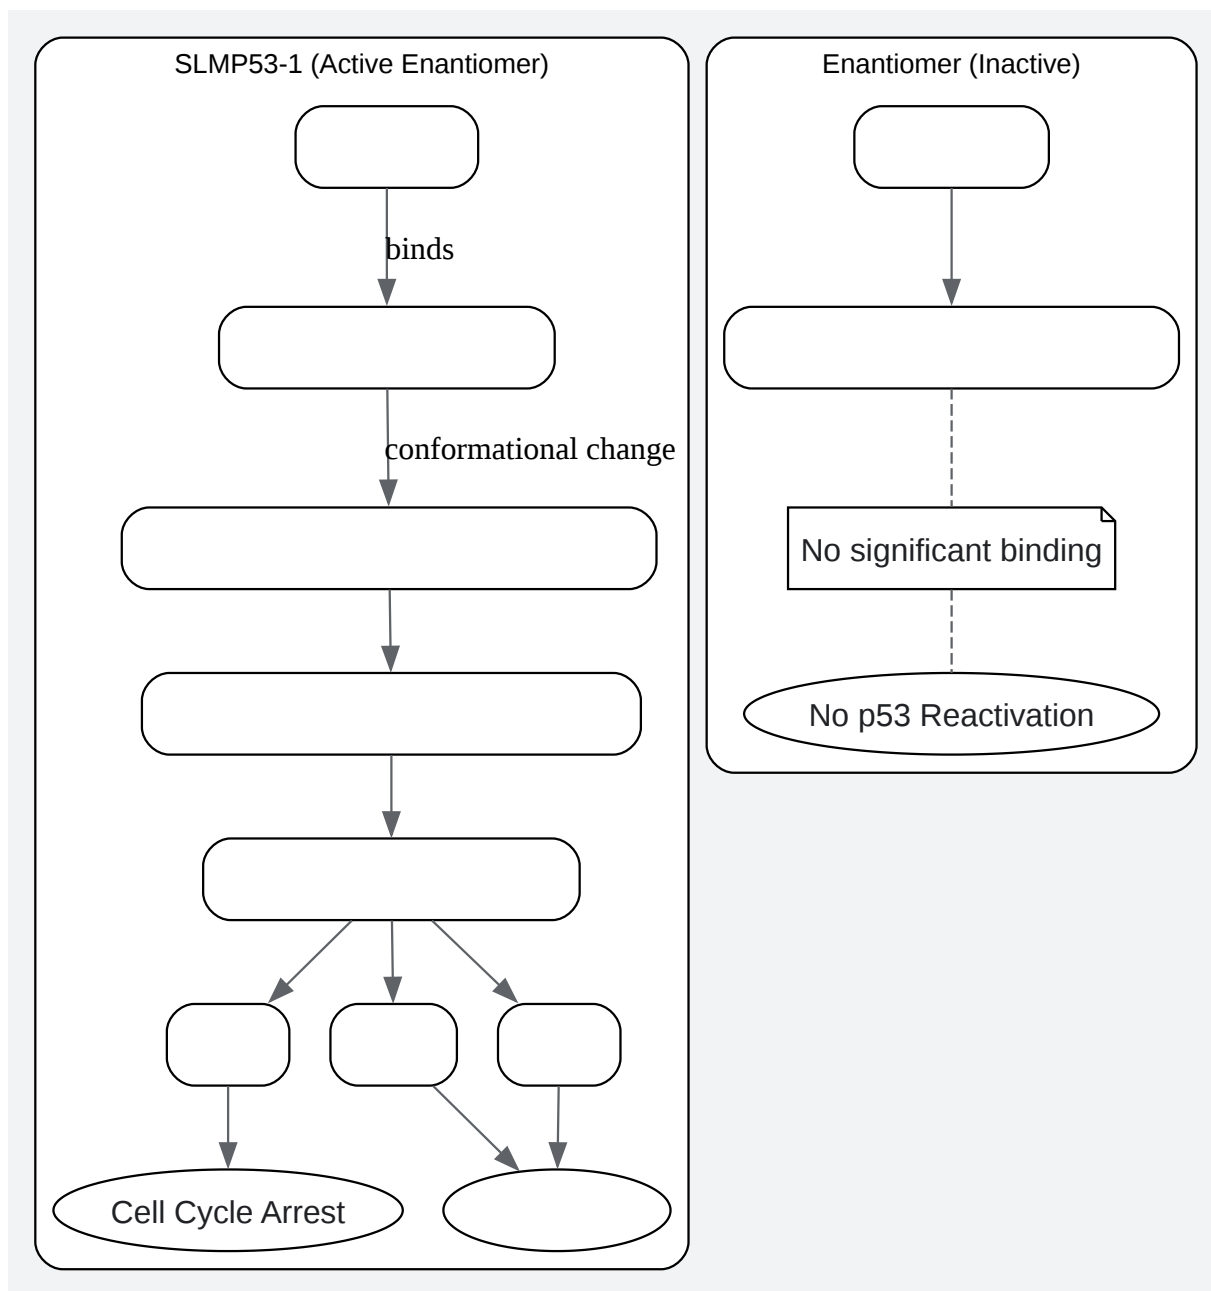 SLMP53-1 (Active Enantiomer)
binds
conformational change
Cell Cycle Arrest
Enantiomer (Inactive)
No significant binding
No p53 Reactivation